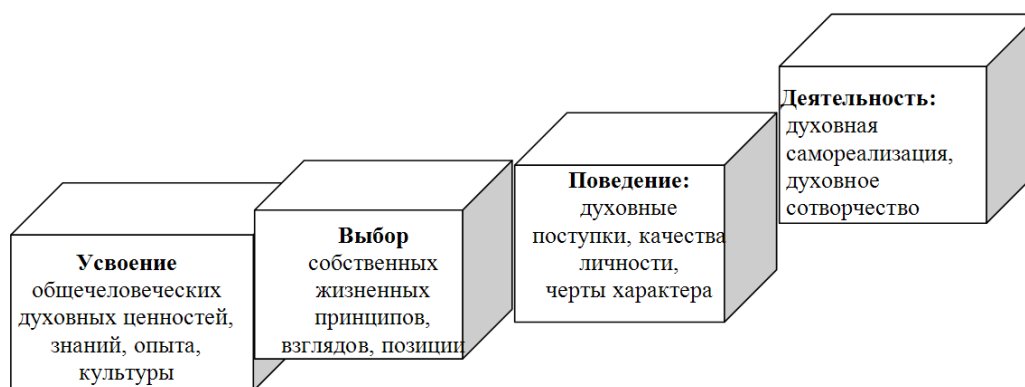 Усвоение
общечеловеческих
духовных ценностей,
знаний, опыта,
культуры
Выбор
собственных
жизненных
принципов,
взглядов, позиции
Поведение:
духовные
поступки, качества
личности,
черты характера
Деятельность:
духовная
самореализация,
духовное
сотворчество